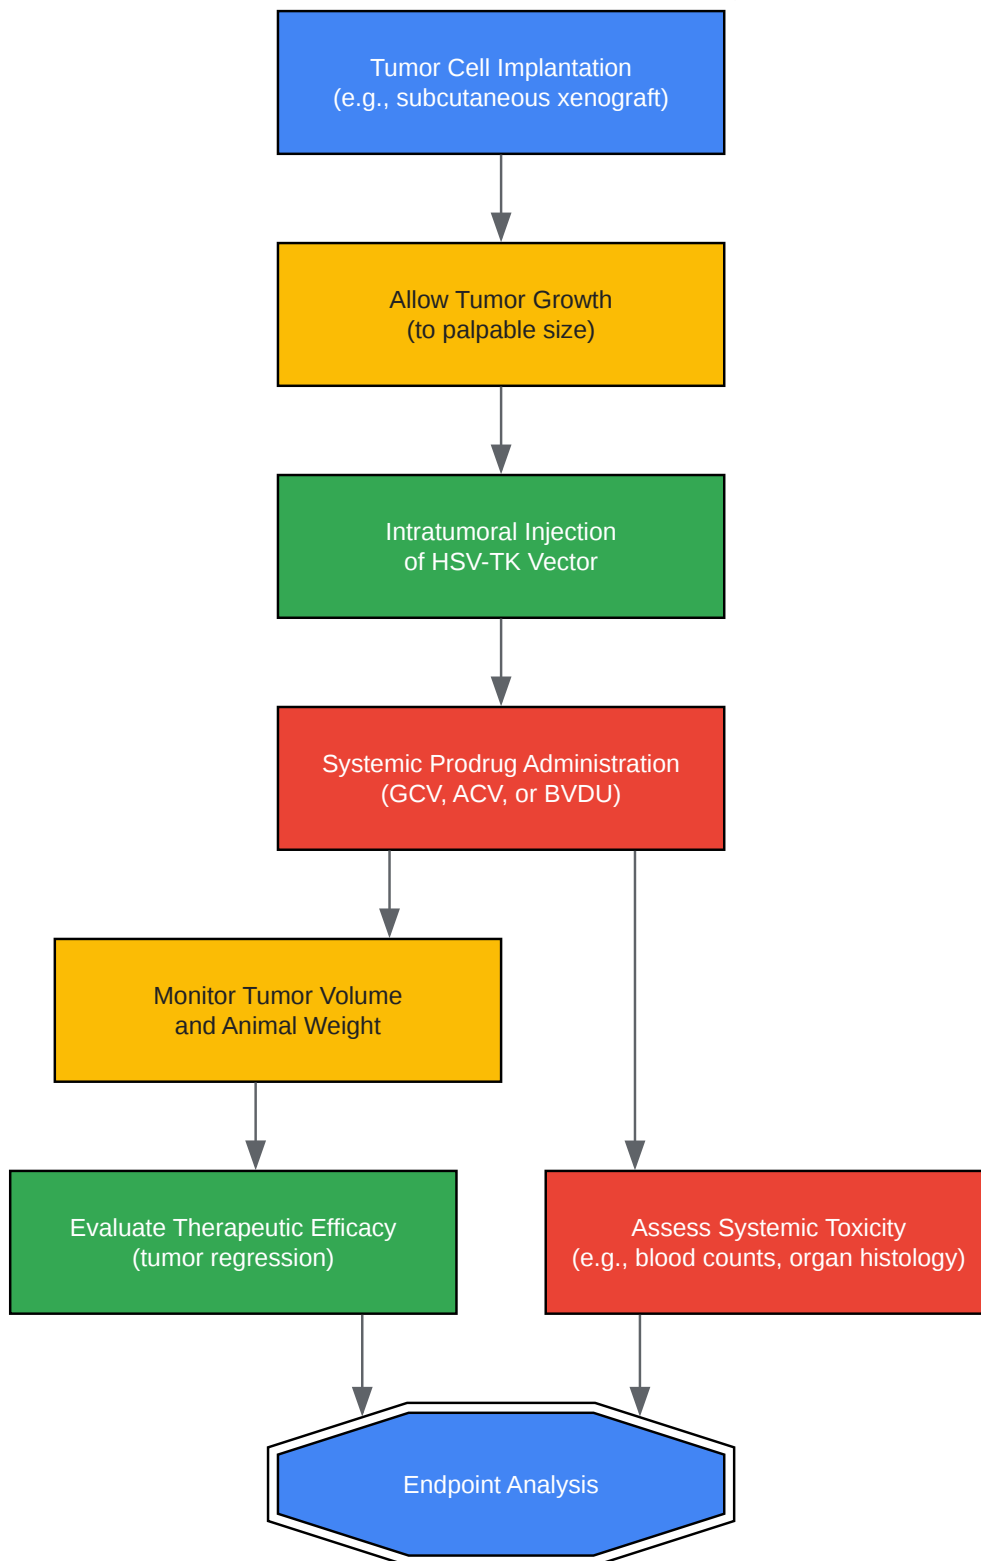 Tumor Cell Implantation
(e.g., subcutaneous xenograft)
Allow Tumor Growth
(to palpable size)
Intratumoral Injection
of HSV-TK Vector
Systemic Prodrug Administration
(GCV, ACV, or BVDU)
Monitor Tumor Volume
and Animal Weight
Evaluate Therapeutic Efficacy
(tumor regression)
Assess Systemic Toxicity
(e.g., blood counts, organ histology)
Endpoint Analysis